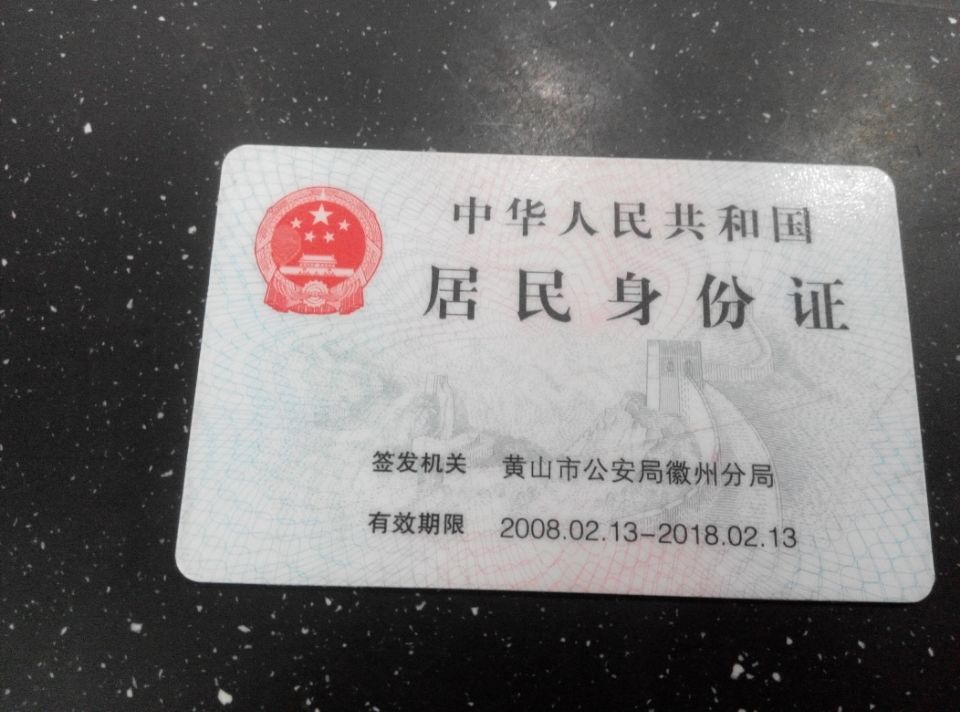 中华人民共和国
居民身份证
签发机关 黄山市公安局徽州分局
有效期限 2008.02.13-2018.02.13